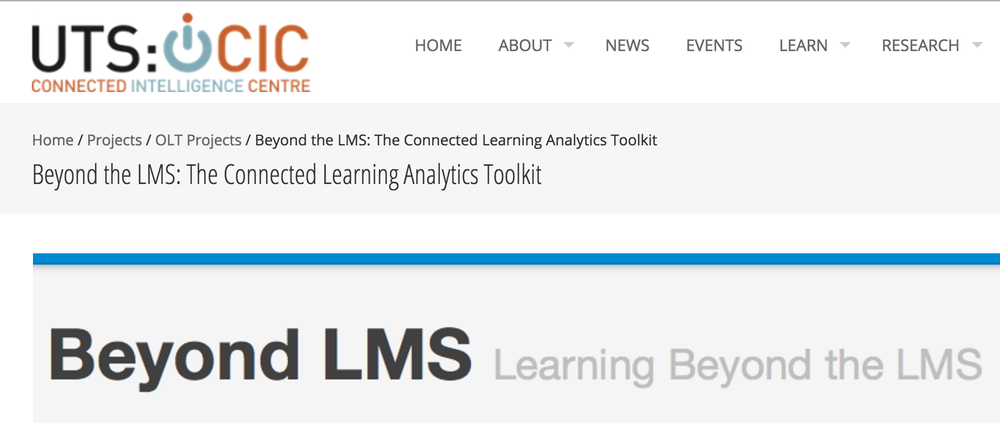 UTS: CIC
CONNECTED INTELLIGENCE CENTRE
HOME ABOUT NEWS EVENTS LEARN RESEARCH
Home / Projects / OLT Projects / Beyond the LMS: The Connected Learning Analytics Toolkit
Beyond the LMS: The Connected Learning Analytics Toolkit
Beyond LMS Learning Beyond the LMS